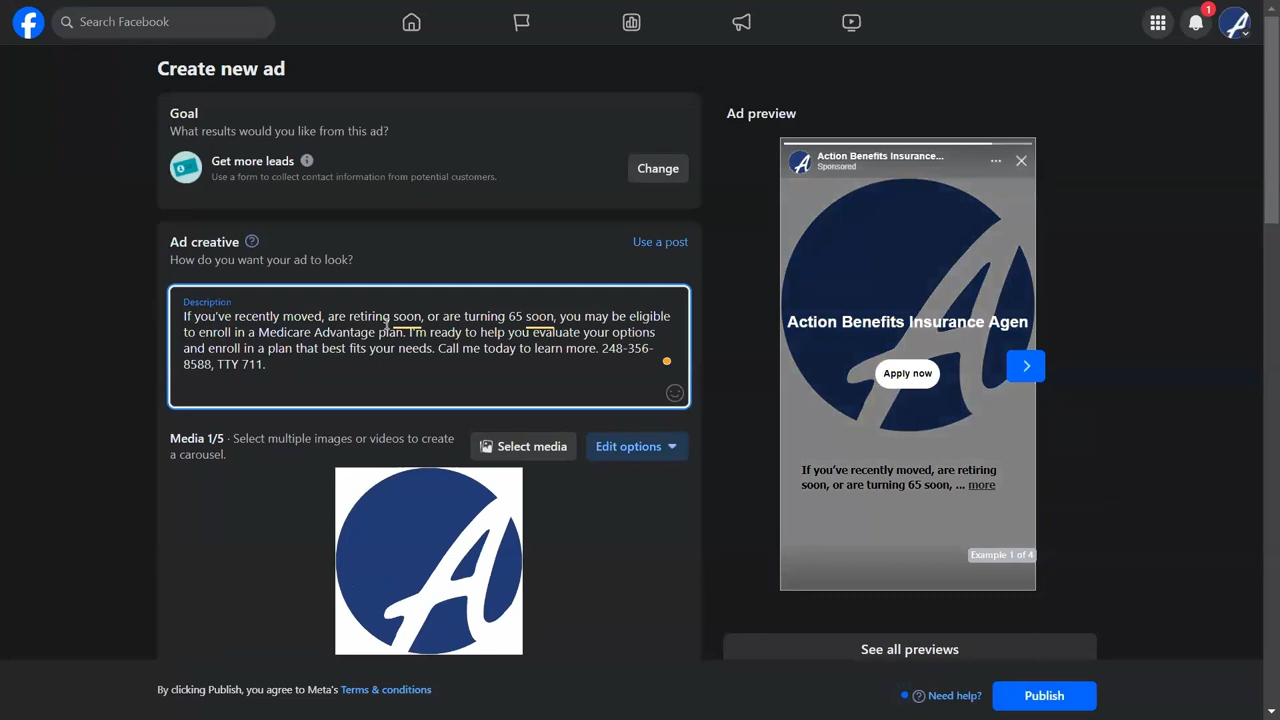 Search Facebook
1
Create new ad
Goal
What results would you like from this ad?
Get more leads
Use a form to collect contact information from potential customers.
Change
Ad creative
Use a post
How do you want your ad to look?
Description
If you've recently moved, are retiring soon, or are turning 65 soon, you may be eligible
to enroll in a Medicare Advantage plan. I'm ready to help you evaluate your options
and enroll in a plan that best fits your needs. Call me today to learn more. 248-356-
8588, TTY 711.
Media 1/5 · Select multiple images or videos to create
a carousel.
Select media
Edit options
Ad preview
Action Benefits Insurance...
Sponsored
Action Benefits Insurance Agen
Apply now
If you've recently moved, are retiring
soon, or are turning 65 soon, ... more
Example 1 of 4
See all previews
By clicking Publish, you agree to Meta's Terms & conditions
Need help?
Publish